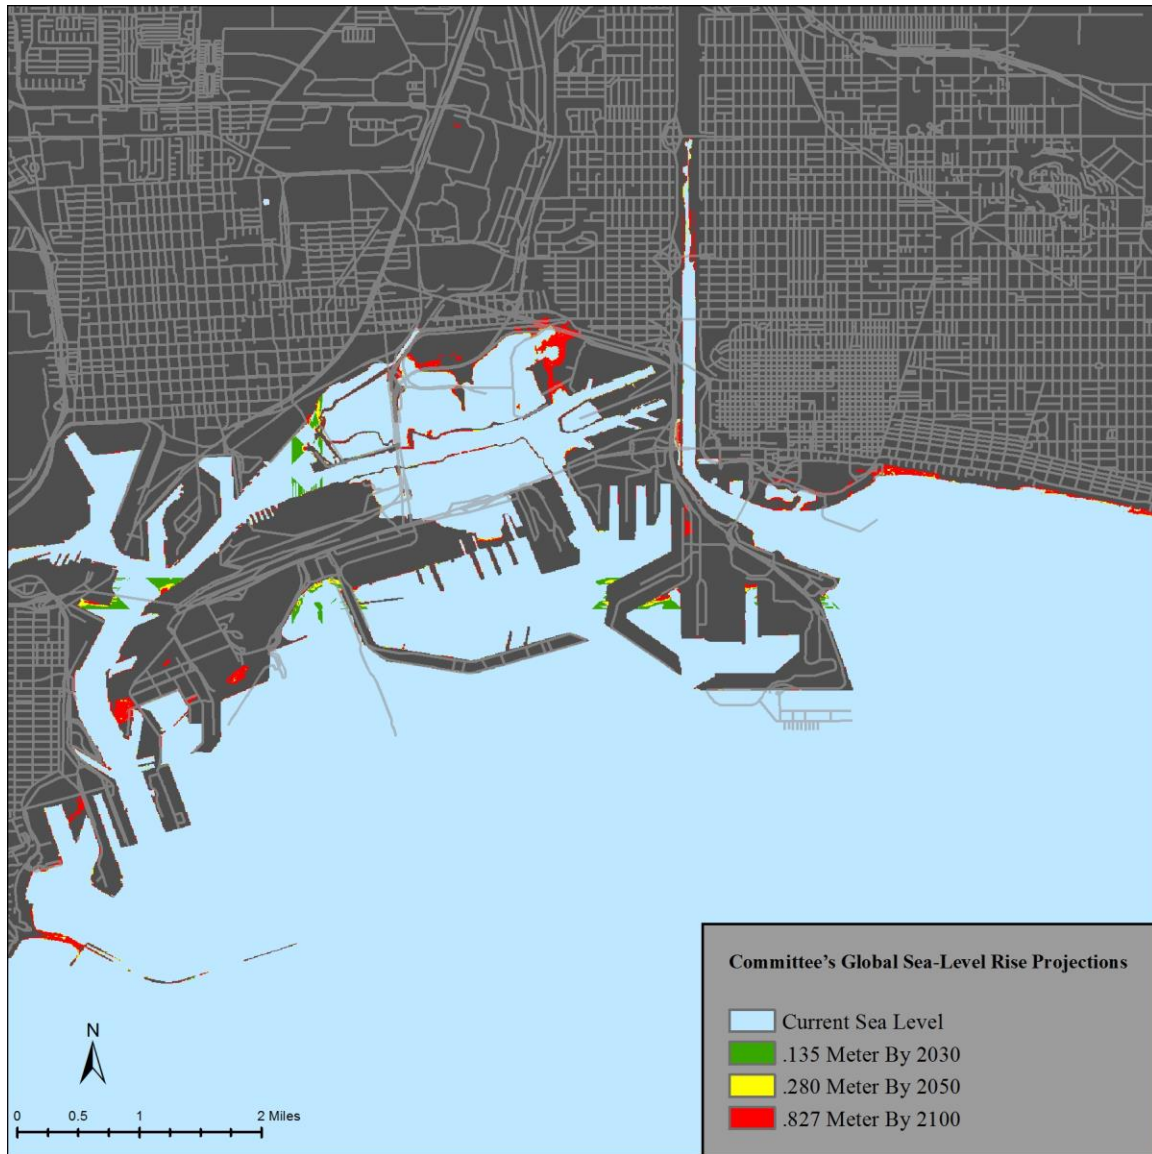 Committee's Global Sea-Level Rise Projections
Current Sea Level
.135 Meter By 2030
.280 Meter By 2050
.827 Meter By 2100
N
0 0.5 1 2 Miles